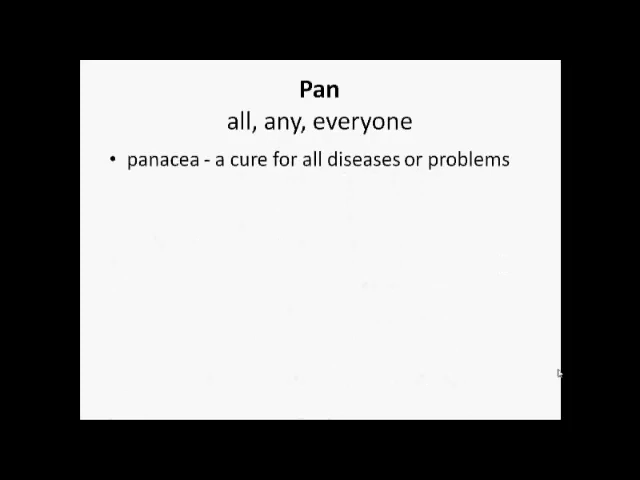 Pan
all, any, everyone
• panacea - a cure for all diseases or problems